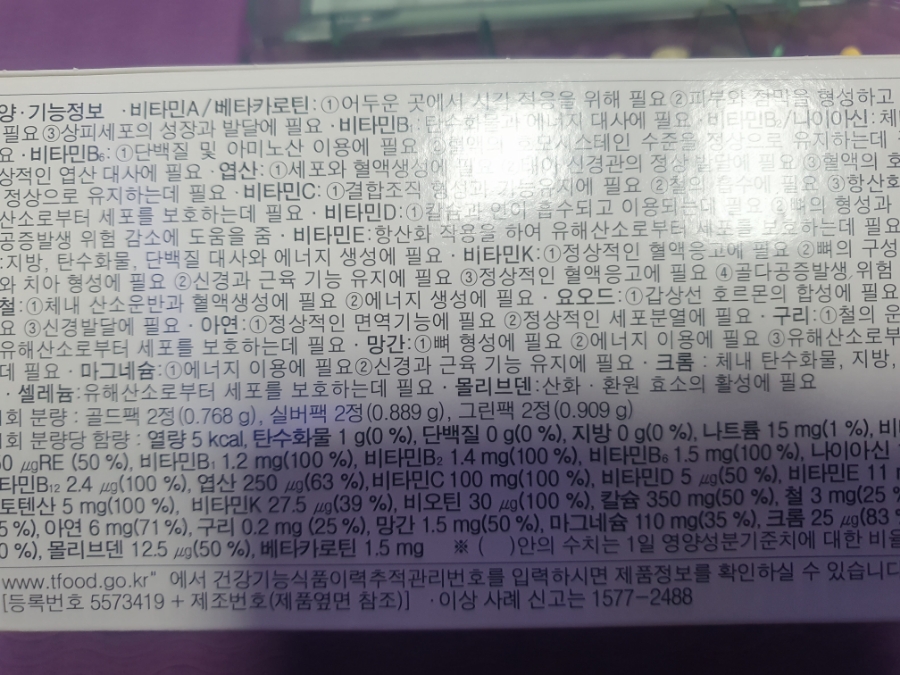 양·기능정보 ·비타민A/베타카로틴:①어두운 곳에서 시각 적응을 위해 필요②피부와 점막을 형성하고
필요③상피세포의 성장과 발달에 필요·비타민B₁: 탄수화물과 에너지 대사에 필요·비타민B₂/나이아신: 체
요·비타민B₆:①단백질 및 아미노산 이용에 필요 ②혈액의 호모시스테인 수준을 정상으로 유지하는데
상적인 엽산 대사에 필요·엽산:①세포와 혈액생성에 필요 태아 신경관의 정상 발달에 필요③혈액의 호
정상으로 유지하는데 필요·비타민C:①결합조직 형성과 기능유지에 필요 ②철의 흡수에 필요 ③항산화
산소로부터 세포를 보호하는데 필요·비타민D:①칼슘과 인이 흡수되고 이용되는데 필요 ②뼈의 형성과
공증발생 위험 감소에 도움을 줌·비타민E:항산화 작용을 하여 유해산소로부터 세포를 보호하는데 필요
:지방, 탄수화물, 단백질 대사와 에너지 생성에 필요·비타민K:①정상적인 혈액응고에 필요 ②뼈의 구성
와 치아 형성에 필요 ②신경과 근육 기능 유지에 필요 ③정상적인 혈액응고에 필요 ④골다공증발생 위험
철:①체내 산소운반과 혈액생성에 필요 ②에너지 생성에 필요·요오드:①갑상선 호르몬의 합성에 필요
요 ③신경발달에 필요·아연:①정상적인 면역기능에 필요 ②정상적인 세포분열에 필요·구리:①철의 운
유해산소로부터 세포를 보호하는데 필요·망간:①뼈 형성에 필요 ②에너지 이용에 필요 ③유해산소로부
데 필요·마그네슘:①에너지 이용에 필요②신경과 근육 기능 유지에 필요·크롬 : 체내 탄수화물, 지방,
·셀레늄:유해산소로부터 세포를 보호하는데 필요·몰리브덴:산화·환원 효소의 활성에 필요
1회 분량 : 골드팩 2정(0.768 g), 실버팩 2정(0.889 g), 그린팩 2정(0.909 g)
1회 분량당 함량 : 열량 5 kcal, 탄수화물 1 g(0 %), 단백질 0 g(0 %), 지방 0 g(0 %), 나트륨 15 mg(1 %), 비
㎍RE (50 %), 비타민B₁ 1.2 mg(100 %), 비타민B₂ 1.4 mg(100 %), 비타민B₆ 1.5 mg(100 %), 나이아신
타민B₁₂ 2.4 ㎍(100 %), 엽산 250 ㎍(63 %), 비타민C 100 mg(100 %), 비타민D 5 ㎍(50 %), 비타민E 11
토텐산 5 mg(100 %), 비타민K 27.5 ㎍(39 %), 비오틴 30 ㎍(100 %), 칼슘 350 mg(50 %), 철 3 mg(25 %
5 %), 아연 6 mg(71 %), 구리 0.2 mg (25 %), 망간 1.5 mg(50 %), 마그네슘 110 mg(35 %), 크롬 25 ㎍(83 %
0 %), 몰리브덴 12.5 ㎍(50 %), 베타카로틴 1.5 mg ※ ( )안의 수치는 1일 영양성분기준치에 대한 비율
www.tfood.go.kr" 에서 건강기능식품이력추적관리번호를 입력하시면 제품정보를 확인하실 수 있습니다
[등록번호 5573419 + 제조번호(제품옆면 참조)] ·이상 사례 신고는 1577-2488